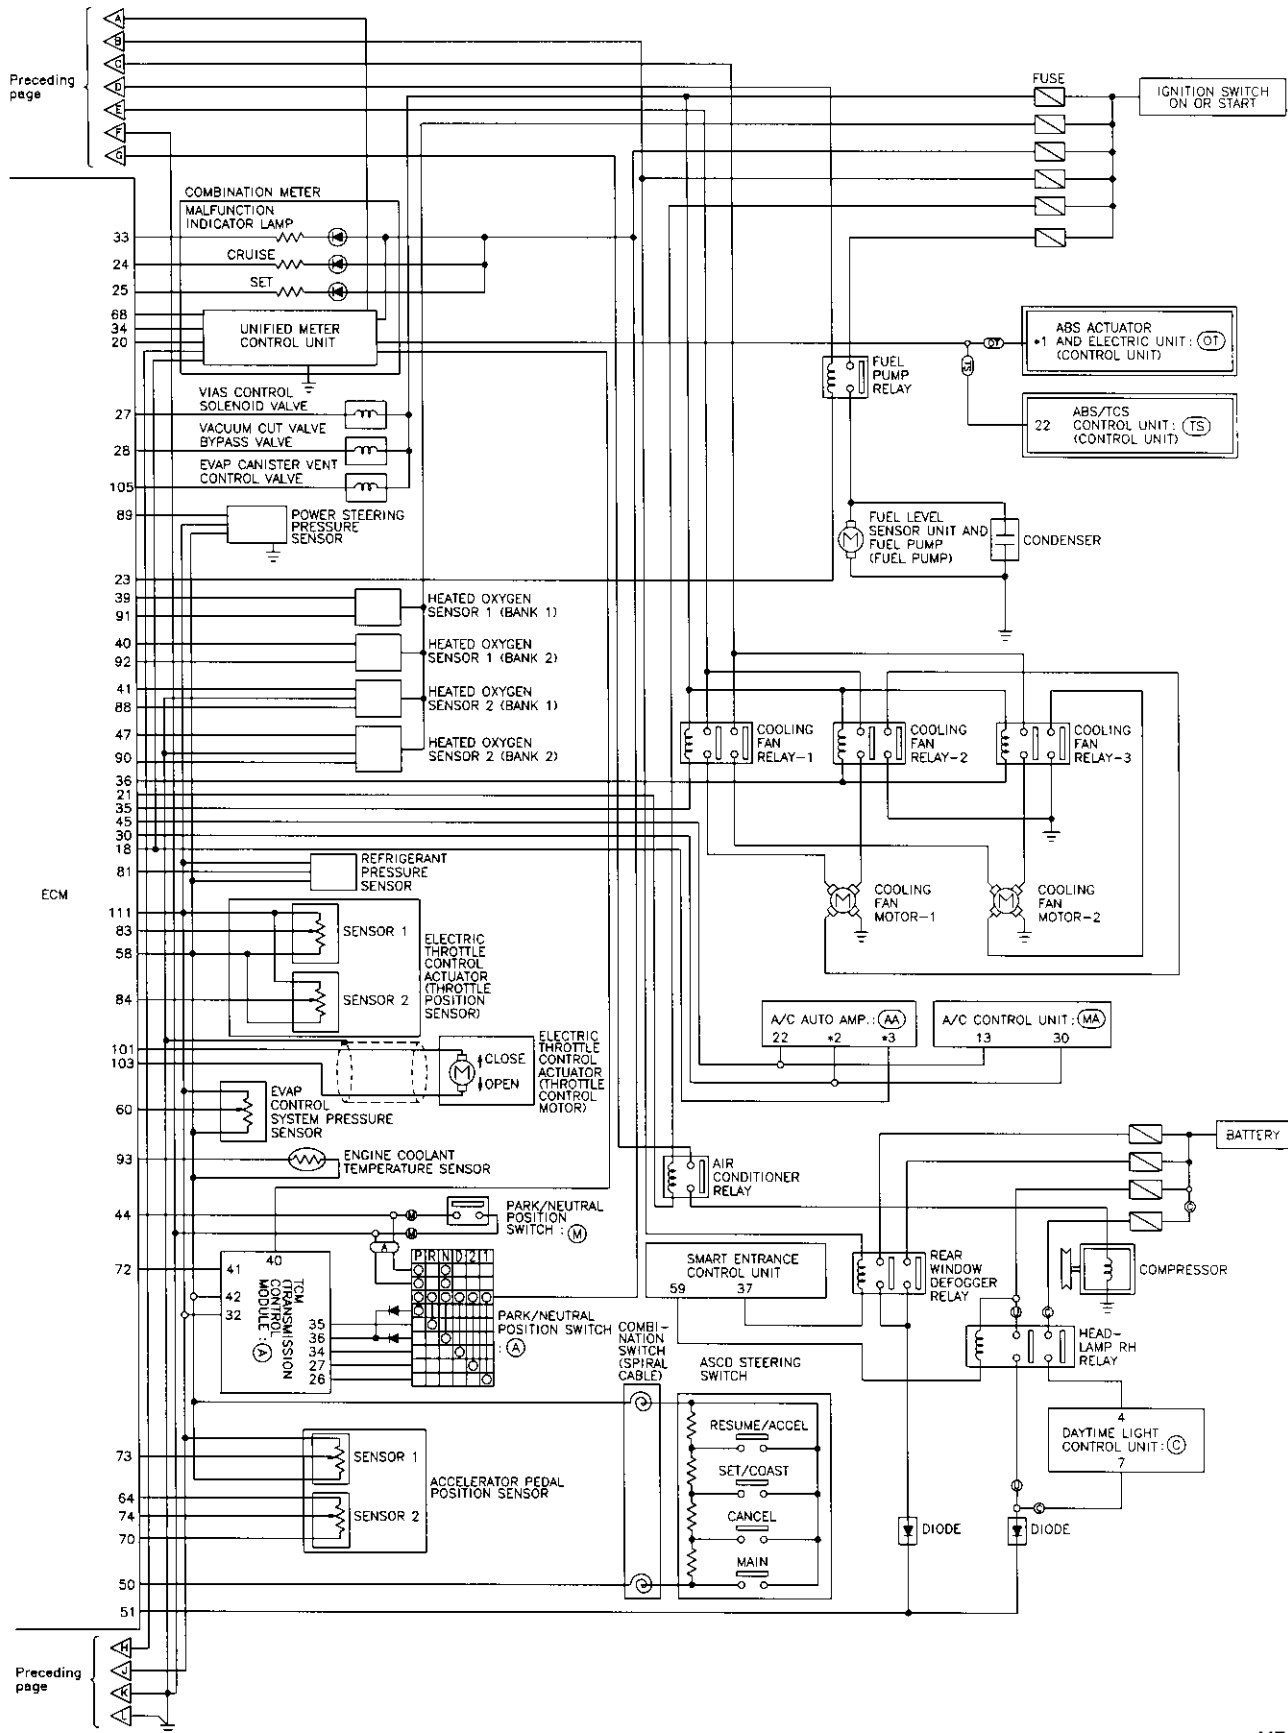 A
B
C
D
E
F
G
Preceding
page
FUSE
IGNITION SWITCH
ON OR START
COMBINATION METER
MALFUNCTION
INDICATOR LAMP
33
CRUISE
24
SET
25
68
34
20
UNIFIED METER
CONTROL UNIT
OT
TS
*1
ABS ACTUATOR
AND ELECTRIC UNIT : OT
(CONTROL UNIT)
22
ABS/TCS
CONTROL UNIT : TS
(CONTROL UNIT)
FUEL
PUMP
RELAY
VIAS CONTROL
SOLENOID VALVE
27
VACUUM CUT VALVE
BYPASS VALVE
28
EVAP CANISTER VENT
CONTROL VALVE
105
89
POWER STEERING
PRESSURE
SENSOR
M
FUEL LEVEL
SENSOR UNIT AND
FUEL PUMP
(FUEL PUMP)
CONDENSER
23
39
91
HEATED OXYGEN
SENSOR 1 (BANK 1)
40
92
HEATED OXYGEN
SENSOR 1 (BANK 2)
41
88
HEATED OXYGEN
SENSOR 2 (BANK 1)
47
90
HEATED OXYGEN
SENSOR 2 (BANK 2)
COOLING
FAN
RELAY-1
COOLING
FAN
RELAY-2
COOLING
FAN
RELAY-3
36
21
35
45
30
18
81
REFRIGERANT
PRESSURE
SENSOR
ECM
M
COOLING
FAN
MOTOR-1
M
COOLING
FAN
MOTOR-2
111
83
58
84
SENSOR 1
SENSOR 2
ELECTRIC
THROTTLE
CONTROL
ACTUATOR
(THROTTLE
POSITION
SENSOR)
A/C AUTO AMP. : AA
22 *2 *3
A/C CONTROL UNIT : MA
13 30
101
103
M
CLOSE
OPEN
ELECTRIC
THROTTLE
CONTROL
ACTUATOR
(THROTTLE
CONTROL
MOTOR)
60
EVAP
CONTROL
SYSTEM PRESSURE
SENSOR
93
ENGINE COOLANT
TEMPERATURE SENSOR
BATTERY
AIR
CONDITIONER
RELAY
44
M
M
PARK/NEUTRAL
POSITION
SWITCH : M
A
C
C
72
40
41
42
32
TCM
(TRANSMISSION
CONTROL
MODULE) : A
35
36
34
27
26
P R N D 2 1
PARK/NEUTRAL
POSITION SWITCH
: A
SMART ENTRANCE
CONTROL UNIT
59 37
REAR
WINDOW
DEFOGGER
RELAY
COMPRESSOR
U
C
HEAD-
LAMP RH
RELAY
COMBI-
NATION
SWITCH
(SPIRAL
CABLE)
ASCD STEERING
SWITCH
RESUME/ACCEL
SET/COAST
CANCEL
MAIN
4
DAYTIME LIGHT
CONTROL UNIT : C
7
U
C
DIODE
DIODE
73
SENSOR 1
64
74
70
SENSOR 2
ACCELERATOR PEDAL
POSITION SENSOR
50
51
Preceding
page
H
J
K
L